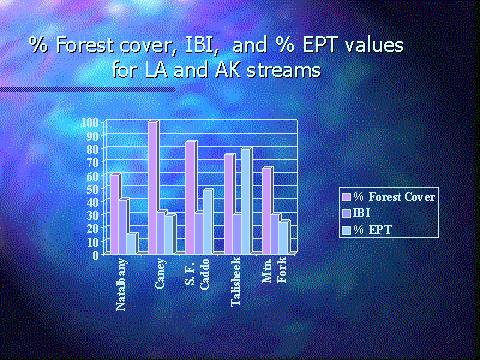 % Forest cover, IBI, and % EPT values
for LA and AK streams
100
90
80
70
60
50
40
30
20
10
0
Natalbany
Caney
S. F.
Caddo
Talisheek
Mtn.
Fork
% Forest Cover
IBI
% EPT